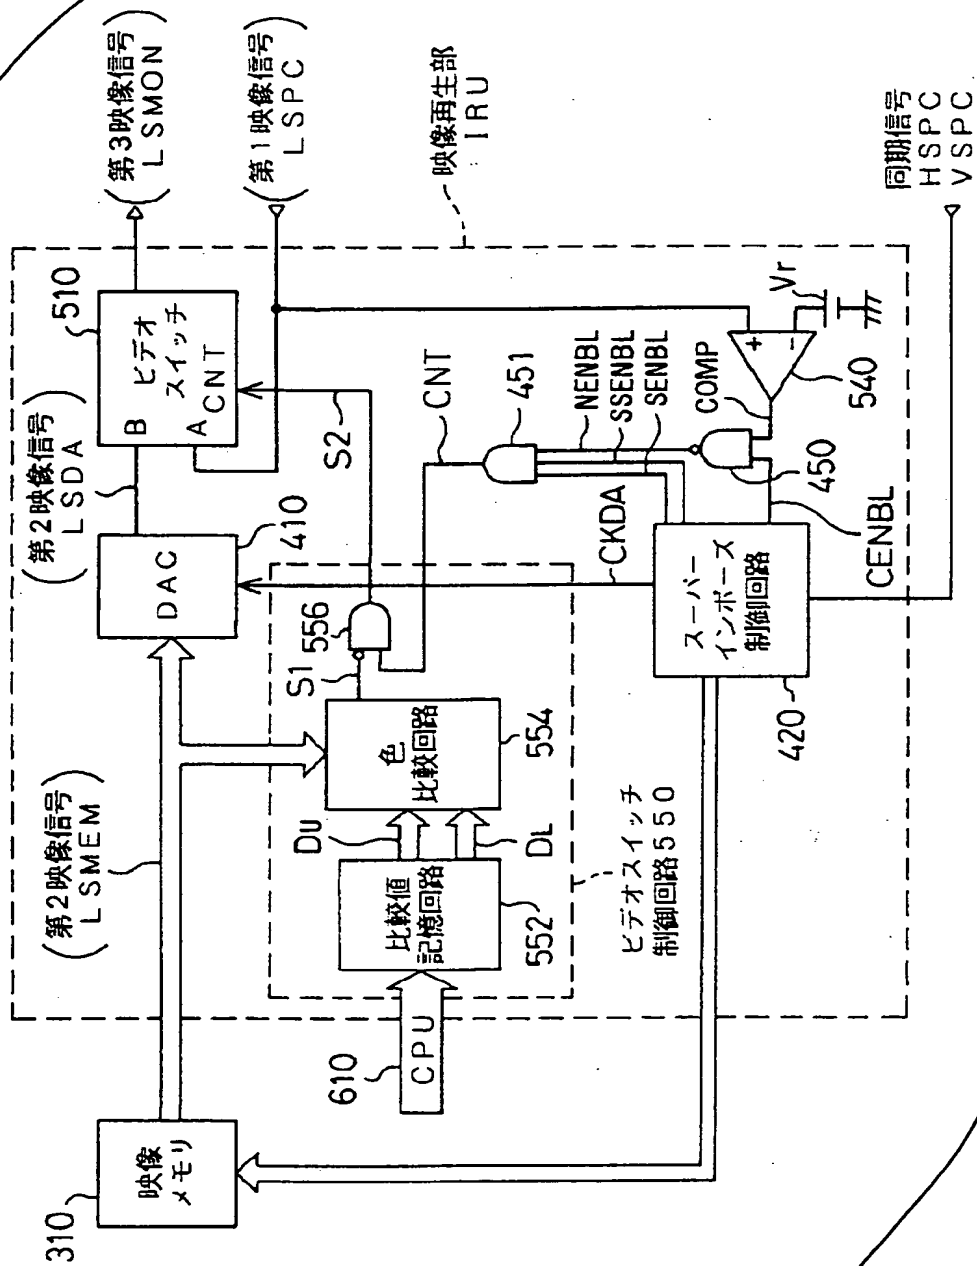 (第3映像信号)
LSMON
(第1映像信号)
LSPC
映像再生部
IRU
同期信号
HSPC
VSPC
510
ビデオ
スイッチ
CNT
B
A
(第2映像信号)
LSDA
410
DAC
S2
CNT
451
NENBL
SSENBL
SENBL
COMP
Vr
+
−
540
450
CENBL
CKDA
スーパー
インポーズ
制御回路
420
556
S1
色
比較回路
554
DU
DL
比較値
記憶回路
552
ビデオスイッチ
制御回路550
(第2映像信号)
LSMEM
610
CPU
映像
メモリ
310